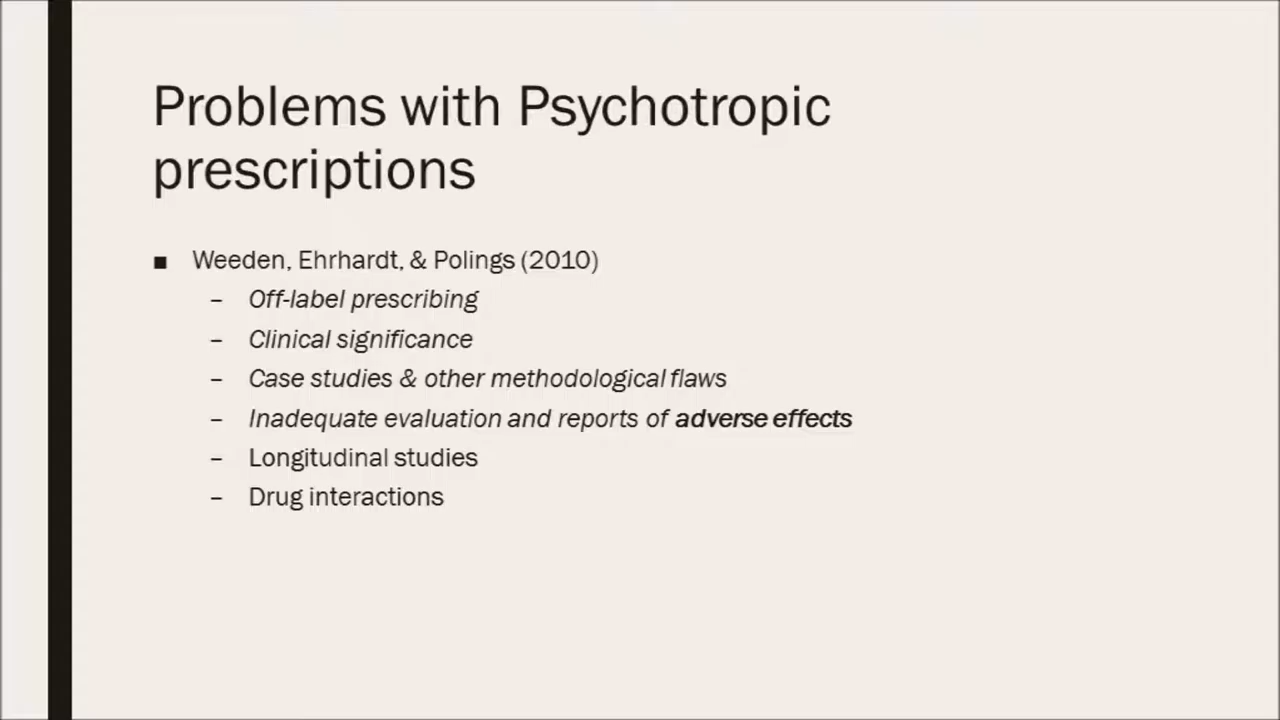 Problems with Psychotropic
prescriptions
■ Weeden, Ehrhardt, & Polings (2010)
– Off-label prescribing
– Clinical significance
– Case studies & other methodological flaws
– Inadequate evaluation and reports of adverse effects
– Longitudinal studies
– Drug interactions